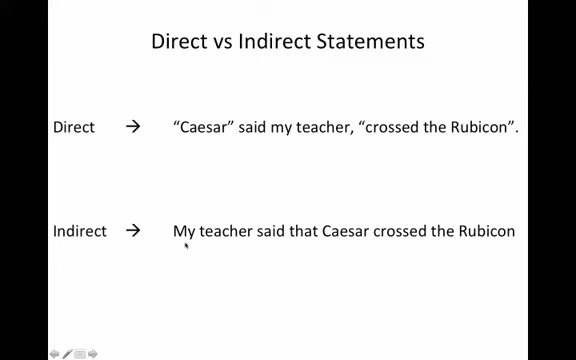 Direct vs Indirect Statements
Direct → “Caesar” said my teacher, “crossed the Rubicon”.
Indirect → My teacher said that Caesar crossed the Rubicon